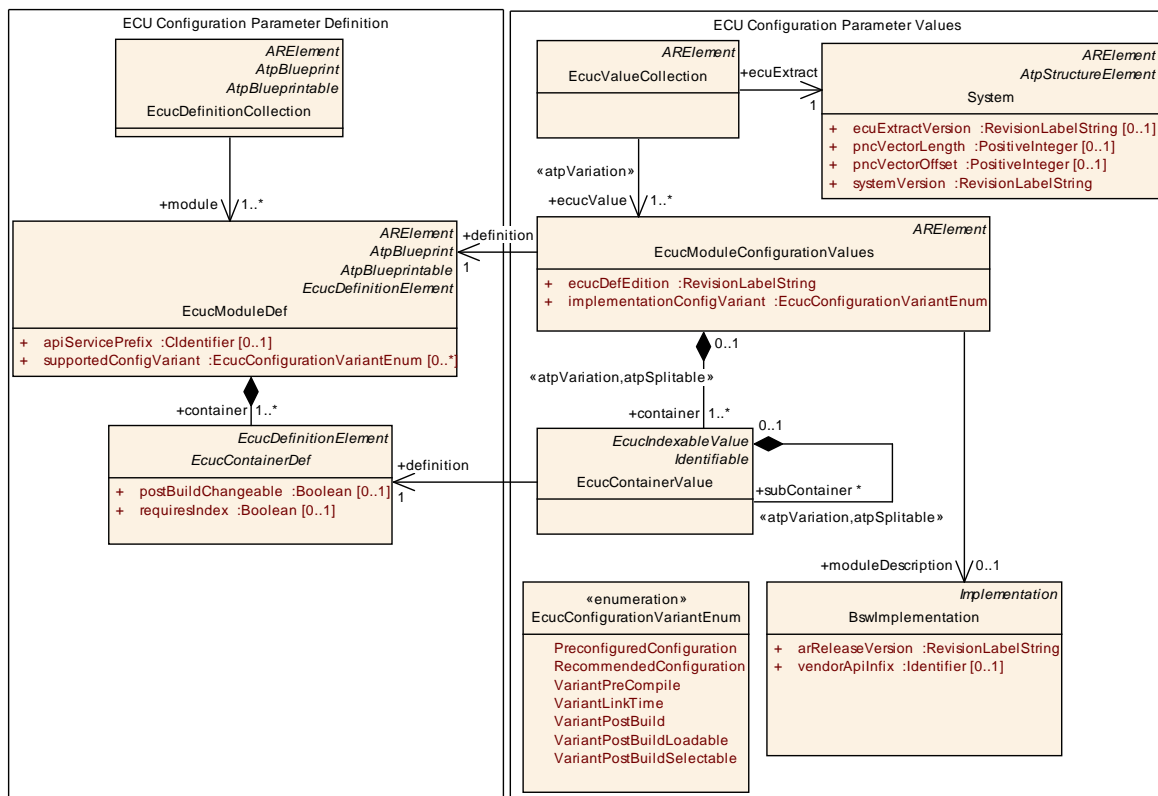 ECU Configuration Parameter Definition
ARElement
AtpBlueprint
AtpBlueprintable
EcucDefinitionCollection
+module
1..*
ARElement
AtpBlueprint
AtpBlueprintable
EcucDefinitionElement
EcucModuleDef
+ apiServicePrefix :CIdentifier [0..1]
+ supportedConfigVariant :EcucConfigurationVariantEnum [0..*]
+container
1..*
EcucDefinitionElement
EcucContainerDef
+ postBuildChangeable :Boolean [0..1]
+ requiresIndex :Boolean [0..1]
ECU Configuration Parameter Values
ARElement
EcucValueCollection
+ecuExtract
1
ARElement
AtpStructureElement
System
+ ecuExtractVersion :RevisionLabelString [0..1]
+ pncVectorLength :PositiveInteger [0..1]
+ pncVectorOffset :PositiveInteger [0..1]
+ systemVersion :RevisionLabelString
«atpVariation»
+ecucValue
1..*
+definition
1
ARElement
EcucModuleConfigurationValues
+ ecucDefEdition :RevisionLabelString
+ implementationConfigVariant :EcucConfigurationVariantEnum
0..1
«atpVariation,atpSplitable»
+container
1..*
+definition
1
EcucIndexableValue
Identifiable
EcucContainerValue
0..1
+subContainer *
«atpVariation,atpSplitable»
+moduleDescription
0..1
«enumeration»
EcucConfigurationVariantEnum
PreconfiguredConfiguration
RecommendedConfiguration
VariantPreCompile
VariantLinkTime
VariantPostBuild
VariantPostBuildLoadable
VariantPostBuildSelectable
Implementation
BswImplementation
+ arReleaseVersion :RevisionLabelString
+ vendorApiInfix :Identifier [0..1]